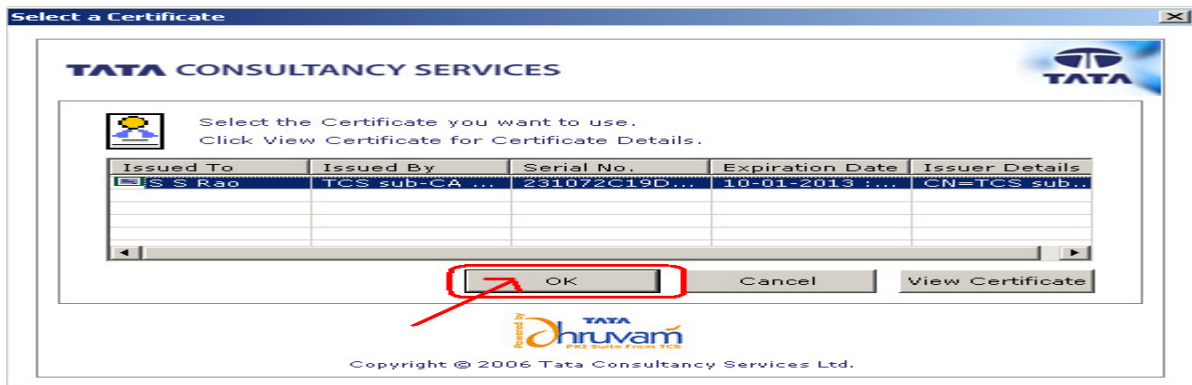 Select a Certificate
TATA CONSULTANCY SERVICES
TATA
Select the Certificate you want to use.
Click View Certificate for Certificate Details.
Issued To Issued By Serial No. Expiration Date Issuer Details
S S Rao TCS sub-CA ... 231072C19D... 10-01-2013 :... CN=TCS sub..
OK Cancel View Certificate
Powered by
TATA
Dhruvam
PKI Suite From TCS
Copyright © 2006 Tata Consultancy Services Ltd.